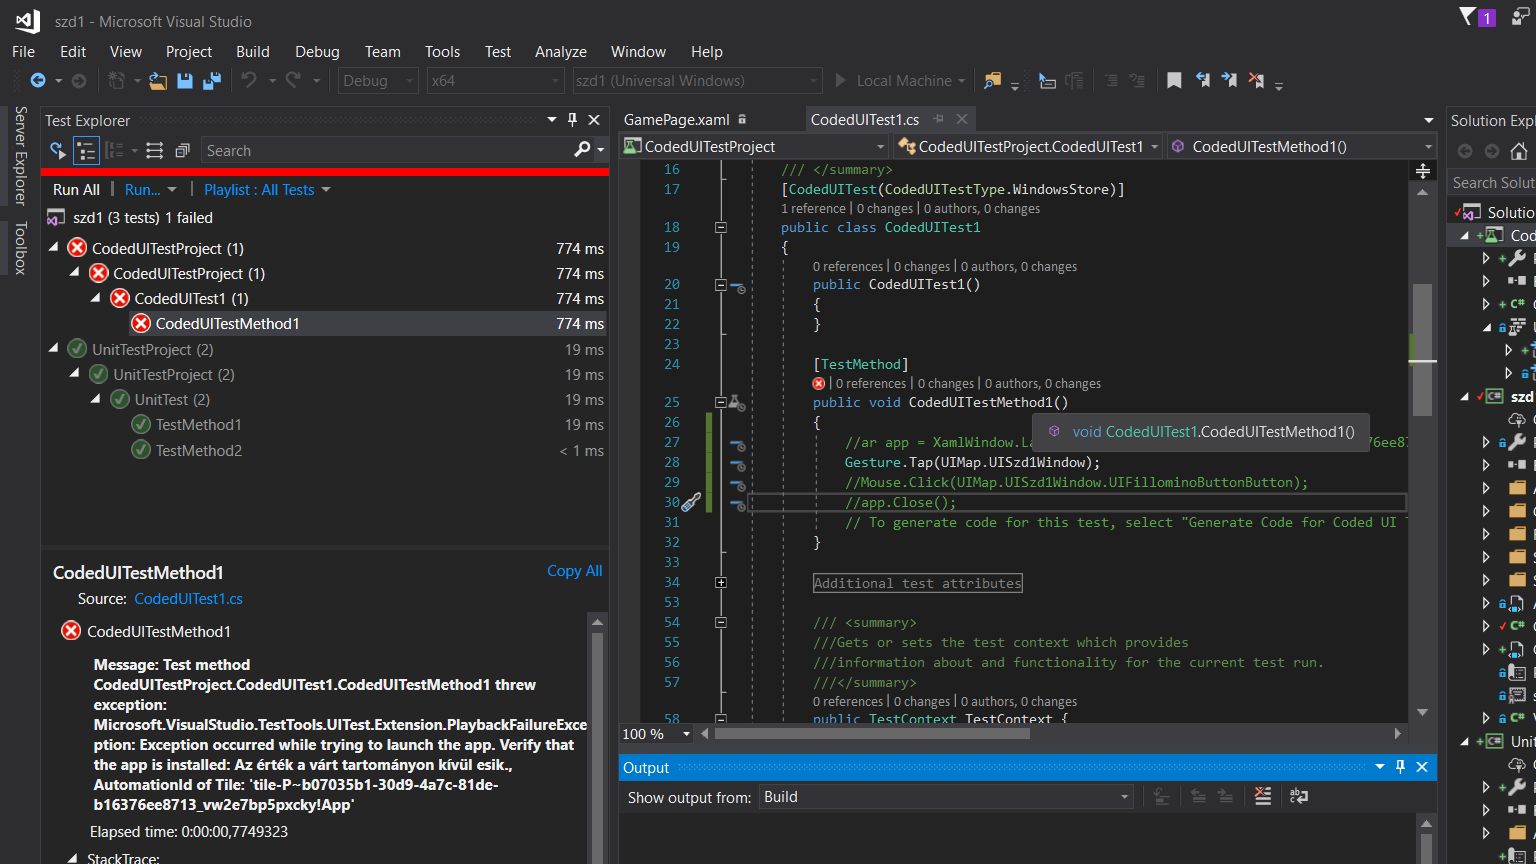 szd1 - Microsoft Visual Studio
1
File Edit View Project Build Debug Team Tools Test Analyze Window Help
Debug x64 szd1 (Universal Windows) Local Machine
Server Explorer
Toolbox
Test Explorer
Search
Run All | Run... | Playlist : All Tests
szd1 (3 tests) 1 failed
CodedUITestProject (1) 774 ms
CodedUITestProject (1) 774 ms
CodedUITest1 (1) 774 ms
CodedUITestMethod1 774 ms
UnitTestProject (2) 19 ms
UnitTestProject (2) 19 ms
UnitTest (2) 19 ms
TestMethod1 19 ms
TestMethod2 < 1 ms
CodedUITestMethod1 Copy All
Source: CodedUITest1.cs
CodedUITestMethod1
Message: Test method
CodedUITestProject.CodedUITest1.CodedUITestMethod1 threw
exception:
Microsoft.VisualStudio.TestTools.UITest.Extension.PlaybackFailureExce
ption: Exception occurred while trying to launch the app. Verify that
the app is installed: Az érték a várt tartományon kívül esik.,
AutomationId of Tile: 'tile-P~b07035b1-30d9-4a7c-81de-
b16376ee8713_vw2e7bp5pxcky!App'
Elapsed time: 0:00:00,7749323
StackTrace:
GamePage.xaml CodedUITest1.cs
CodedUITestProject CodedUITestProject.CodedUITest1 CodedUITestMethod1()
16 /// </summary>
17 [CodedUITest(CodedUITestType.WindowsStore)]
1 reference | 0 changes | 0 authors, 0 changes
18 public class CodedUITest1
19 {
0 references | 0 changes | 0 authors, 0 changes
20 public CodedUITest1()
21 {
22 }
23
24 [TestMethod]
| 0 references | 0 changes | 0 authors, 0 changes
25 public void CodedUITestMethod1()
26 {
void CodedUITest1.CodedUITestMethod1()
27 //ar app = XamlWindow.La 76ee87
28 Gesture.Tap(UIMap.UISzd1Window);
29 //Mouse.Click(UIMap.UISzd1Window.UIFillominoButtonButton);
30 //app.Close();
31 // To generate code for this test, select "Generate Code for Coded UI T
32 }
33
34 Additional test attributes
53
54 /// <summary>
55 ///Gets or sets the test context which provides
56 ///information about and functionality for the current test run.
57 ///</summary>
0 references | 0 changes | 0 authors, 0 changes
58 public TestContext TestContext {
100 %
Output
Show output from: Build
Solution Expl
Search Solut
Solutio
Cod
szd
Uni